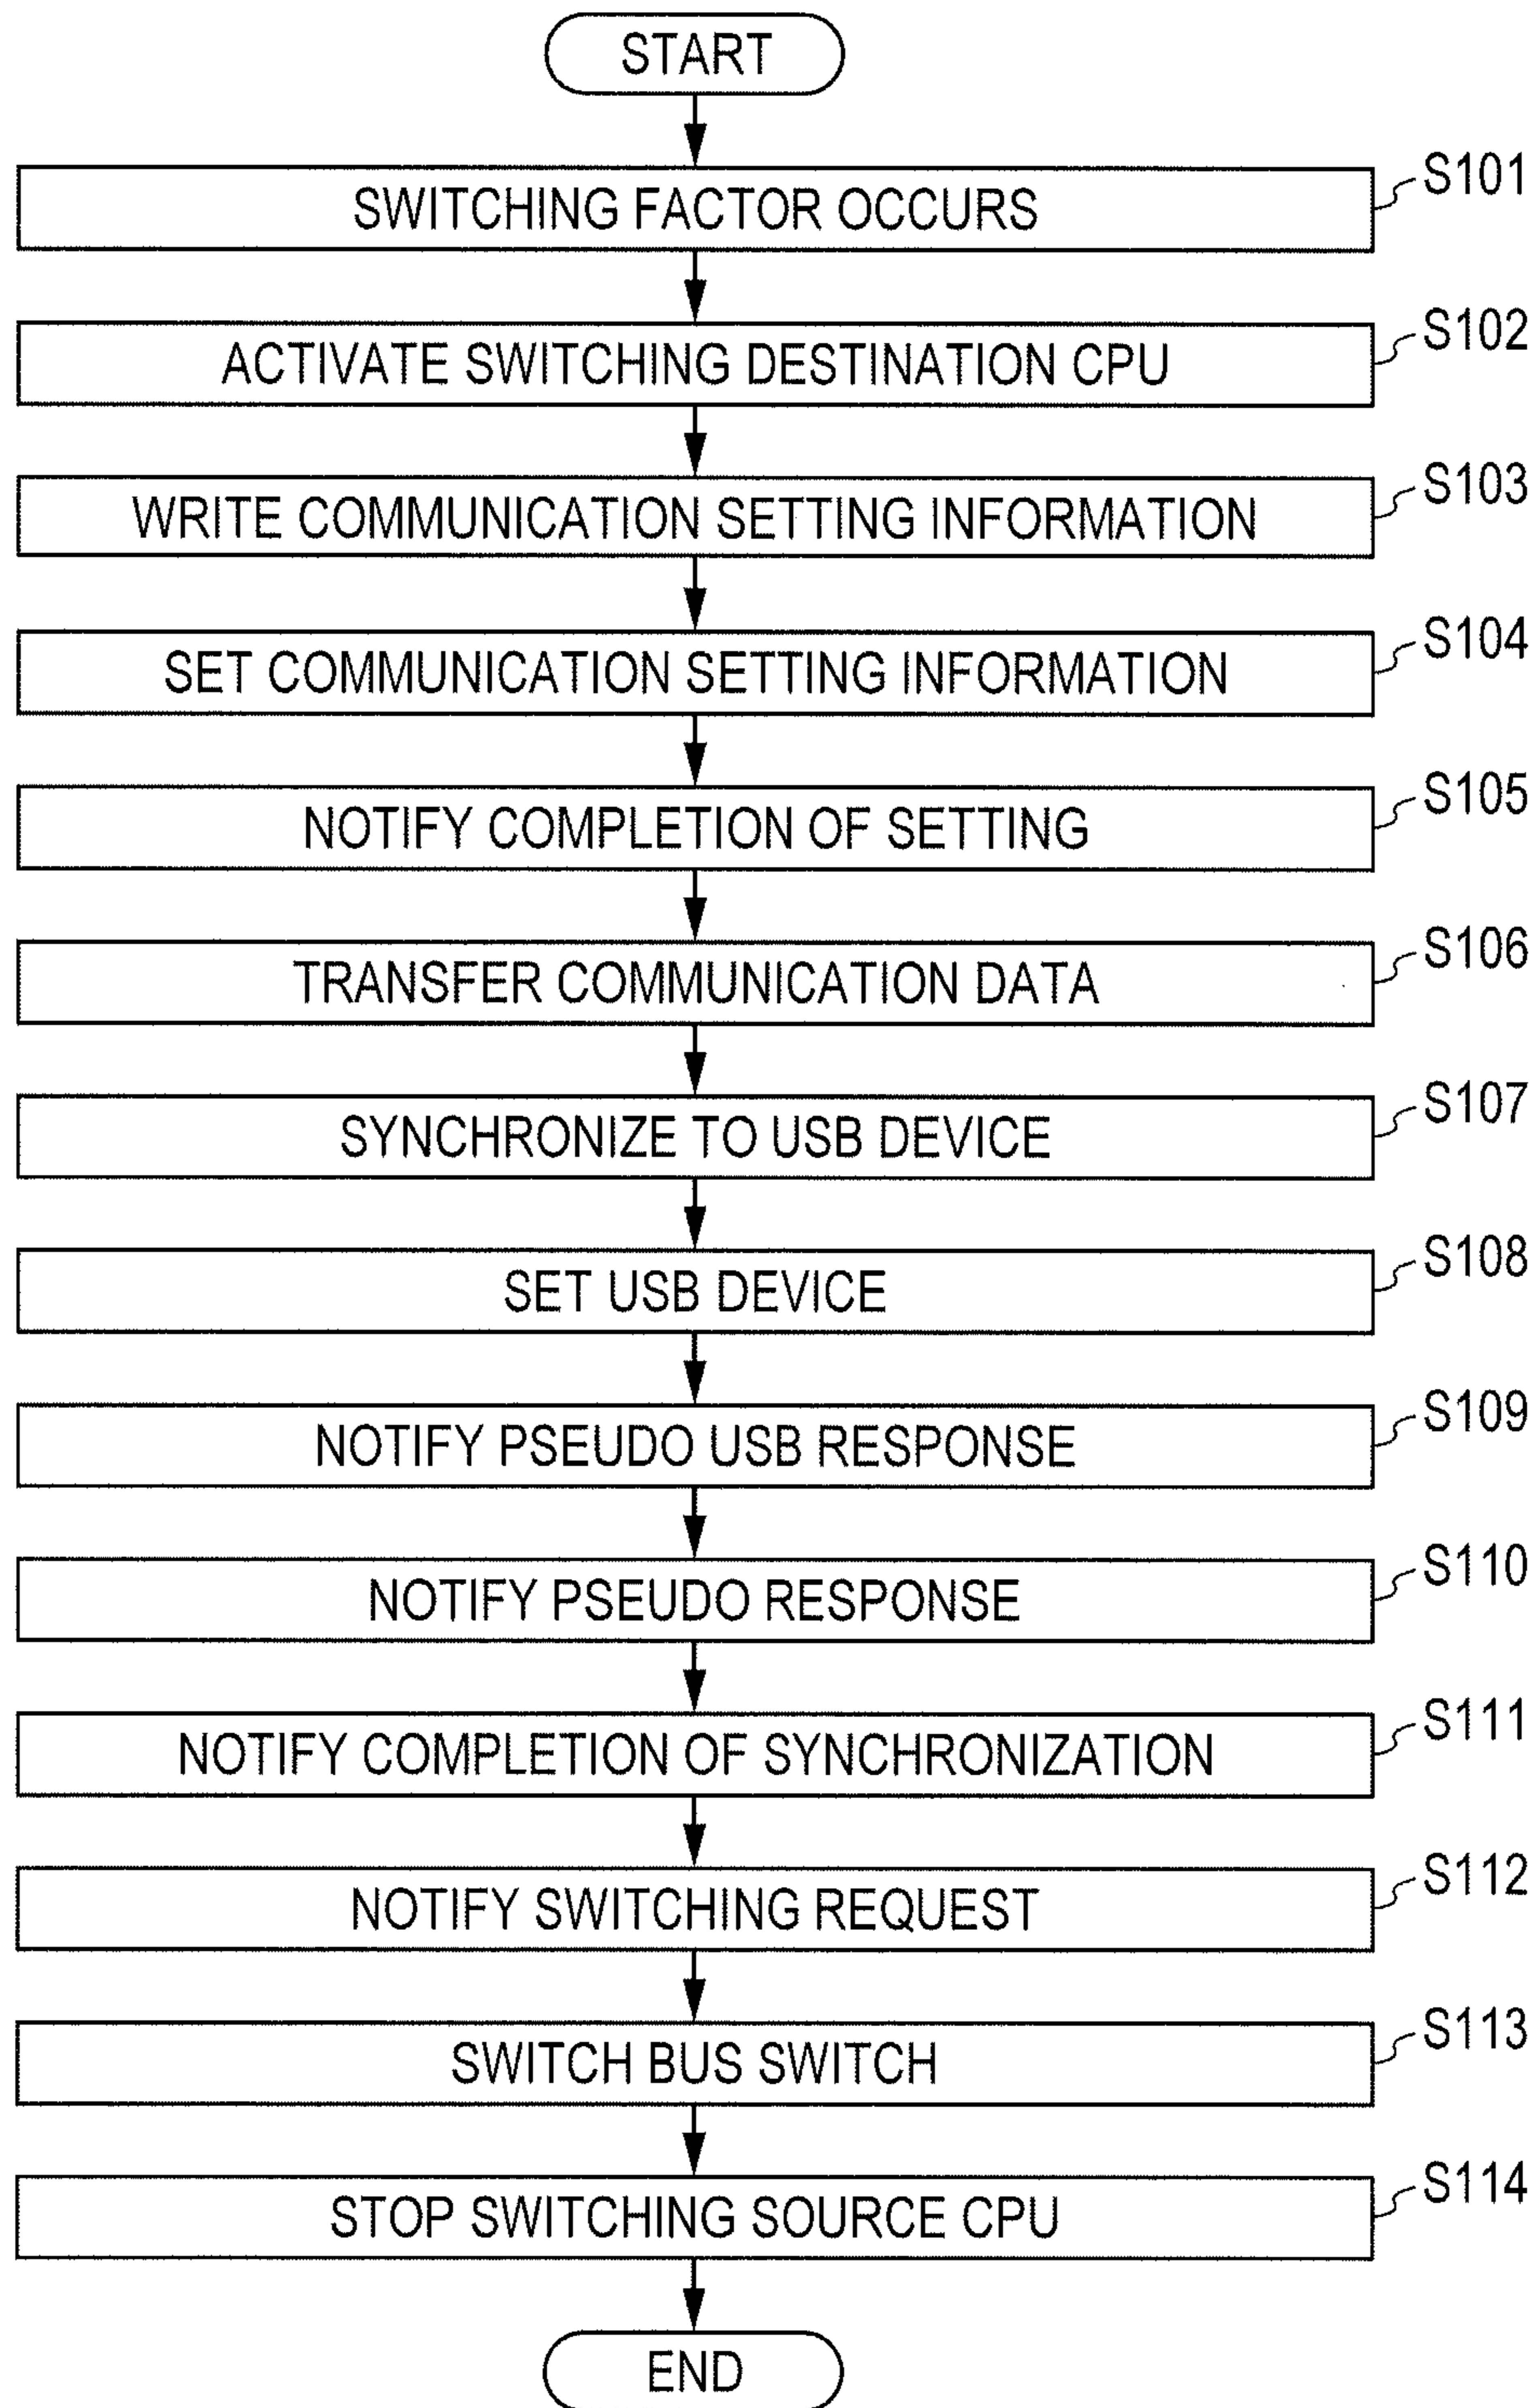 START
SWITCHING FACTOR OCCURS
S101
ACTIVATE SWITCHING DESTINATION CPU
S102
WRITE COMMUNICATION SETTING INFORMATION
S103
SET COMMUNICATION SETTING INFORMATION
S104
NOTIFY COMPLETION OF SETTING
S105
TRANSFER COMMUNICATION DATA
S106
SYNCHRONIZE TO USB DEVICE
S107
SET USB DEVICE
S108
NOTIFY PSEUDO USB RESPONSE
S109
NOTIFY PSEUDO RESPONSE
S110
NOTIFY COMPLETION OF SYNCHRONIZATION
S111
NOTIFY SWITCHING REQUEST
S112
SWITCH BUS SWITCH
S113
STOP SWITCHING SOURCE CPU
S114
END